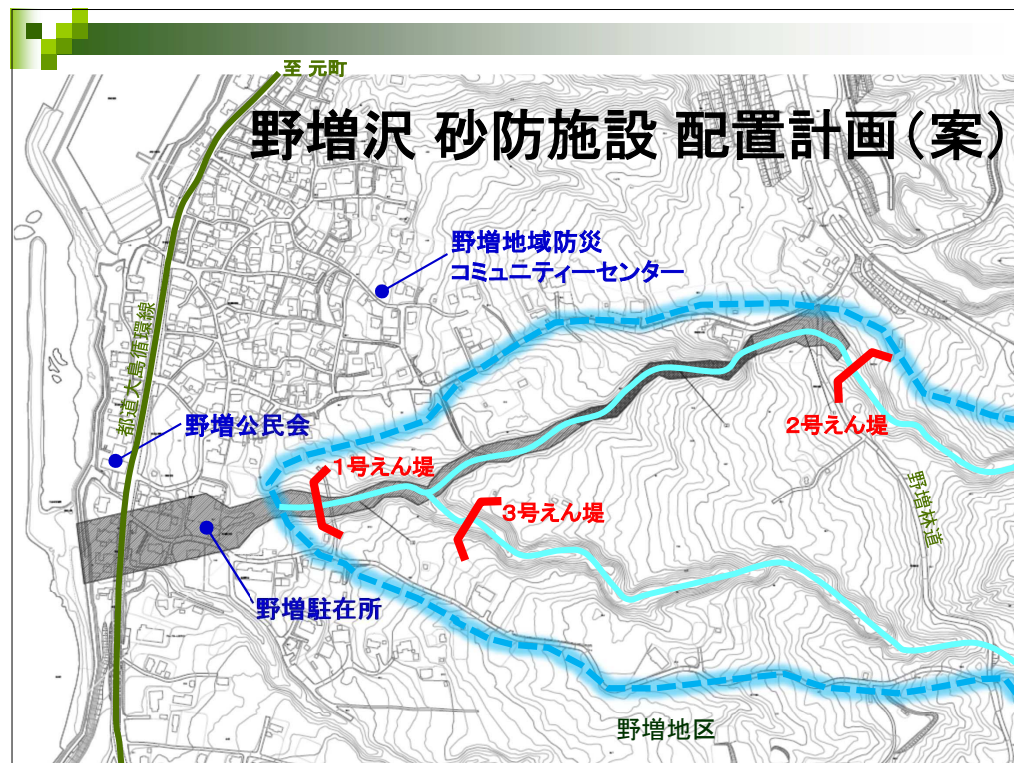 至 元町
野増沢 砂防施設 配置計画(案)
野増地域防災
コミュニティーセンター
都道大島循環線
野増公民会
1号えん堤
2号えん堤
3号えん堤
野増林道
野増駐在所
野増地区